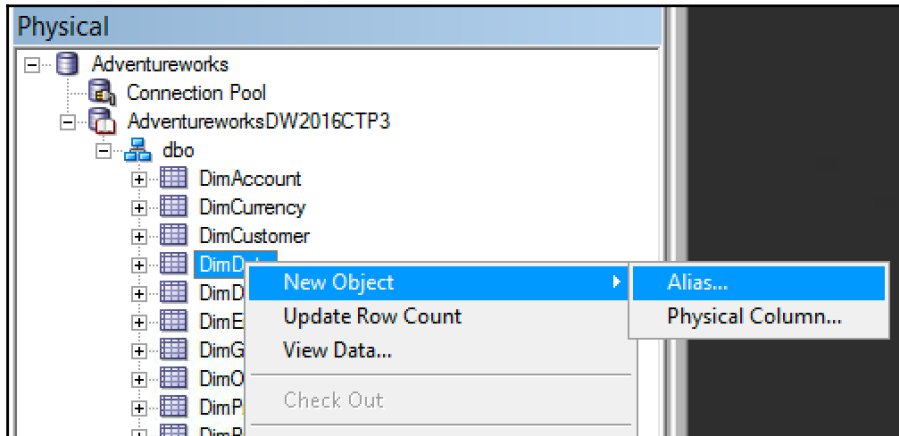 Physical
Adventureworks
Connection Pool
AdventureworksDW2016CTP3
dbo
DimAccount
DimCurrency
DimCustomer
New Object
Alias...
Update Row Count
Physical Column...
View Data...
Check Out